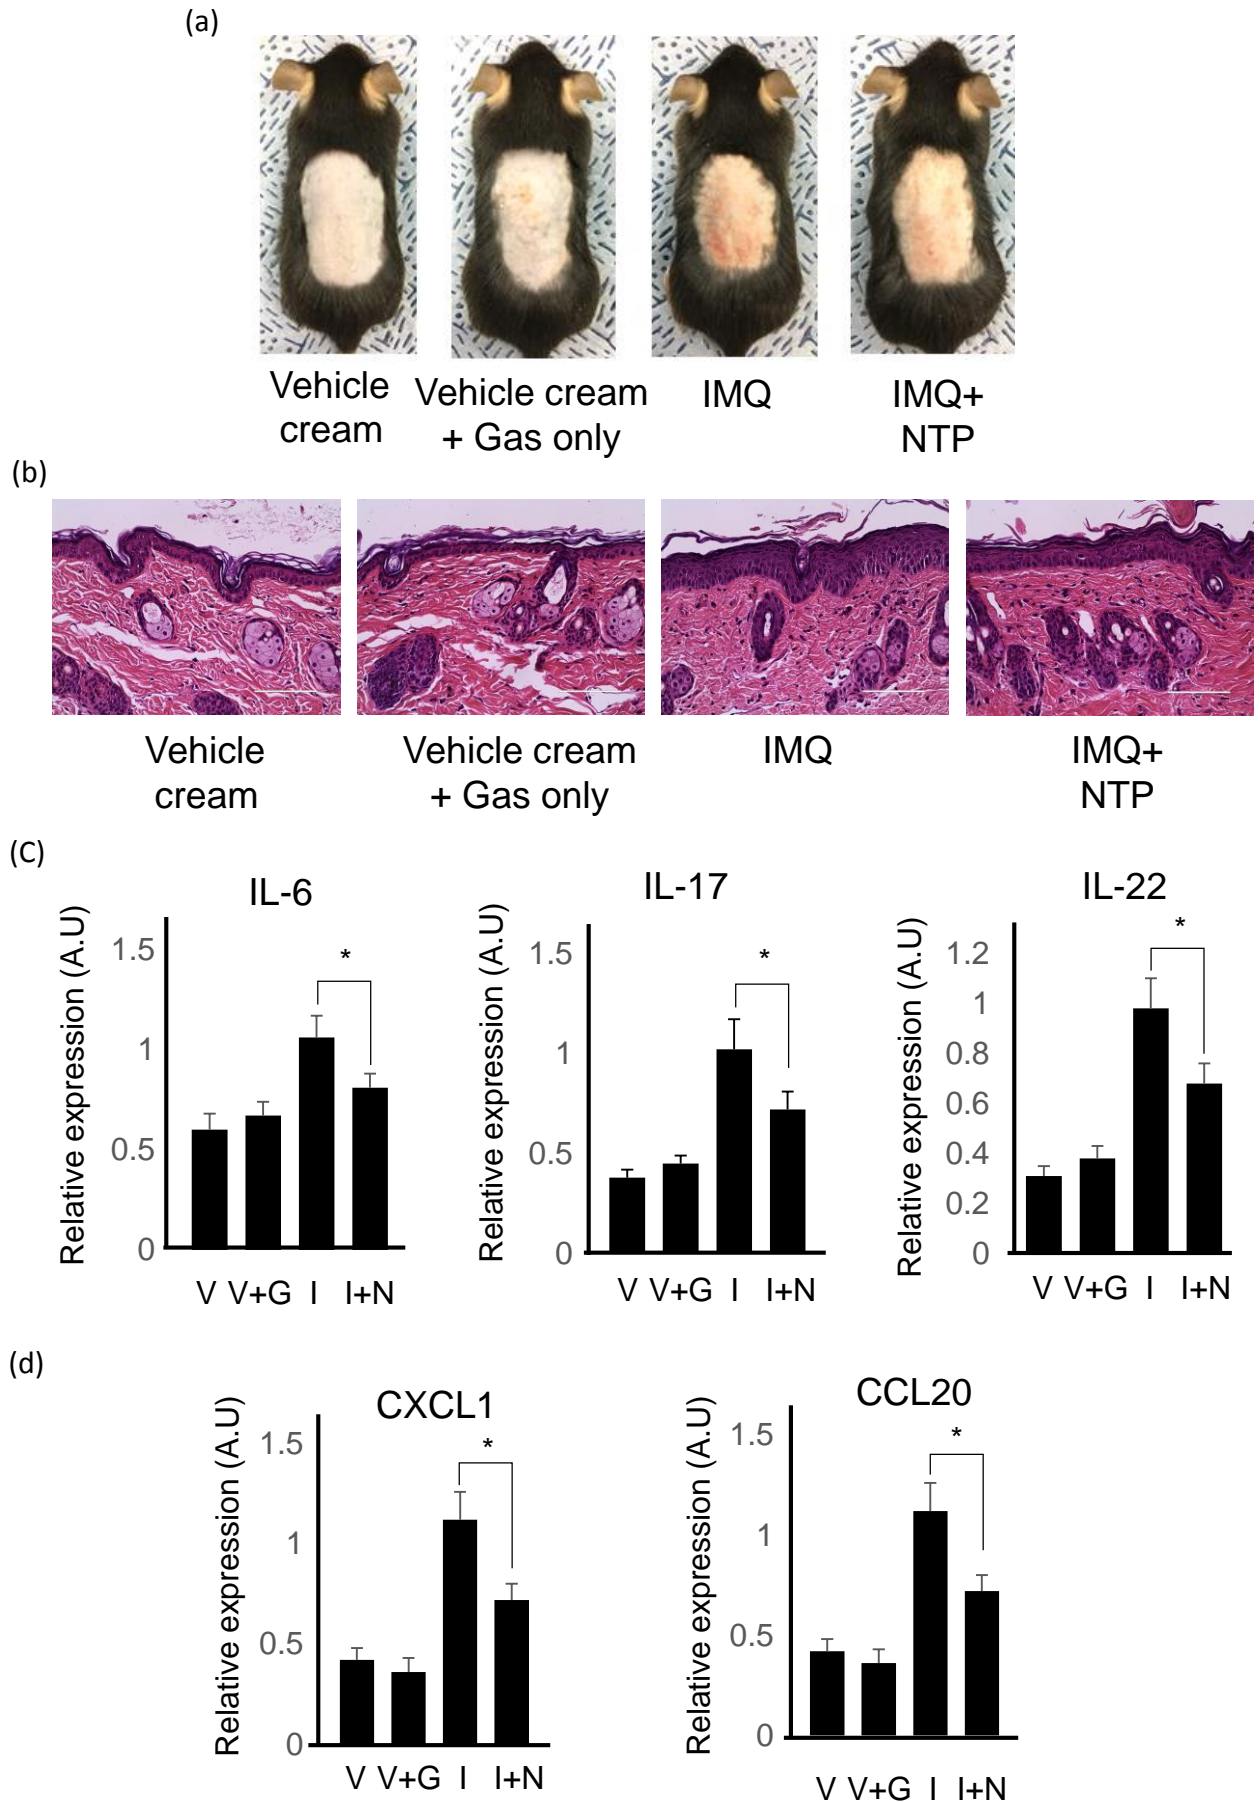 (a)
Vehicle
cream
Vehicle cream
+ Gas only
IMQ
IMQ+
NTP
(b)
Vehicle
cream
Vehicle cream
+ Gas only
IMQ
IMQ+
NTP
(C)
IL-6
Relative expression (A.U)
1.5
1
0.5
0
*
V V+G I I+N
IL-17
Relative expression (A.U)
1.5
1
0.5
0
*
V V+G I I+N
IL-22
Relative expression (A.U)
1.2
1
0.8
0.6
0.4
0.2
0
*
V V+G I I+N
(d)
CXCL1
Relative expression (A.U)
1.5
1
0.5
0
*
V V+G I I+N
CCL20
Relative expression (A.U)
1.5
1
0.5
0
*
V V+G I I+N